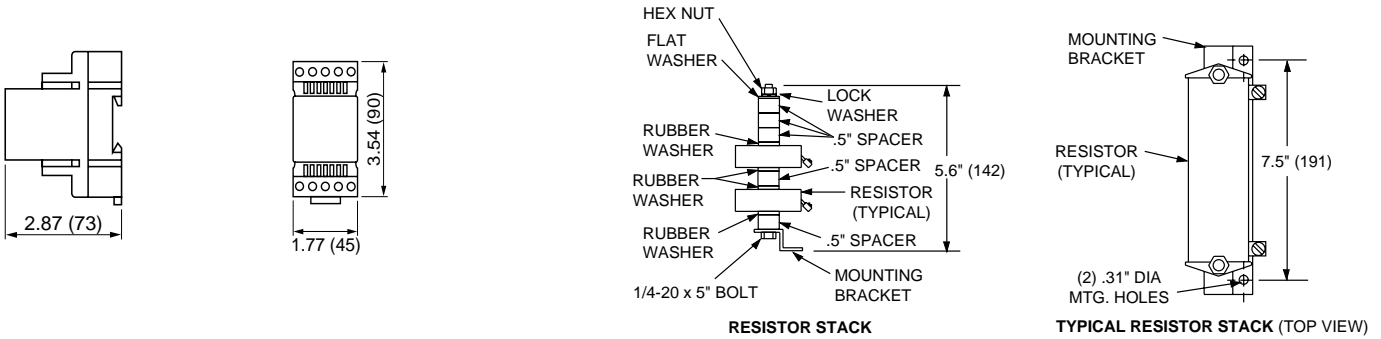 2.87 (73)
1.77 (45)
3.54 (90)
HEX NUT
FLAT
WASHER
LOCK
WASHER
.5" SPACER
RUBBER
WASHER
.5" SPACER
5.6" (142)
RUBBER
WASHER
RESISTOR
(TYPICAL)
RUBBER
WASHER
.5" SPACER
1/4-20 x 5" BOLT
MOUNTING
BRACKET
RESISTOR STACK
MOUNTING
BRACKET
RESISTOR
(TYPICAL)
7.5" (191)
(2) .31" DIA
MTG. HOLES
TYPICAL RESISTOR STACK (TOP VIEW)